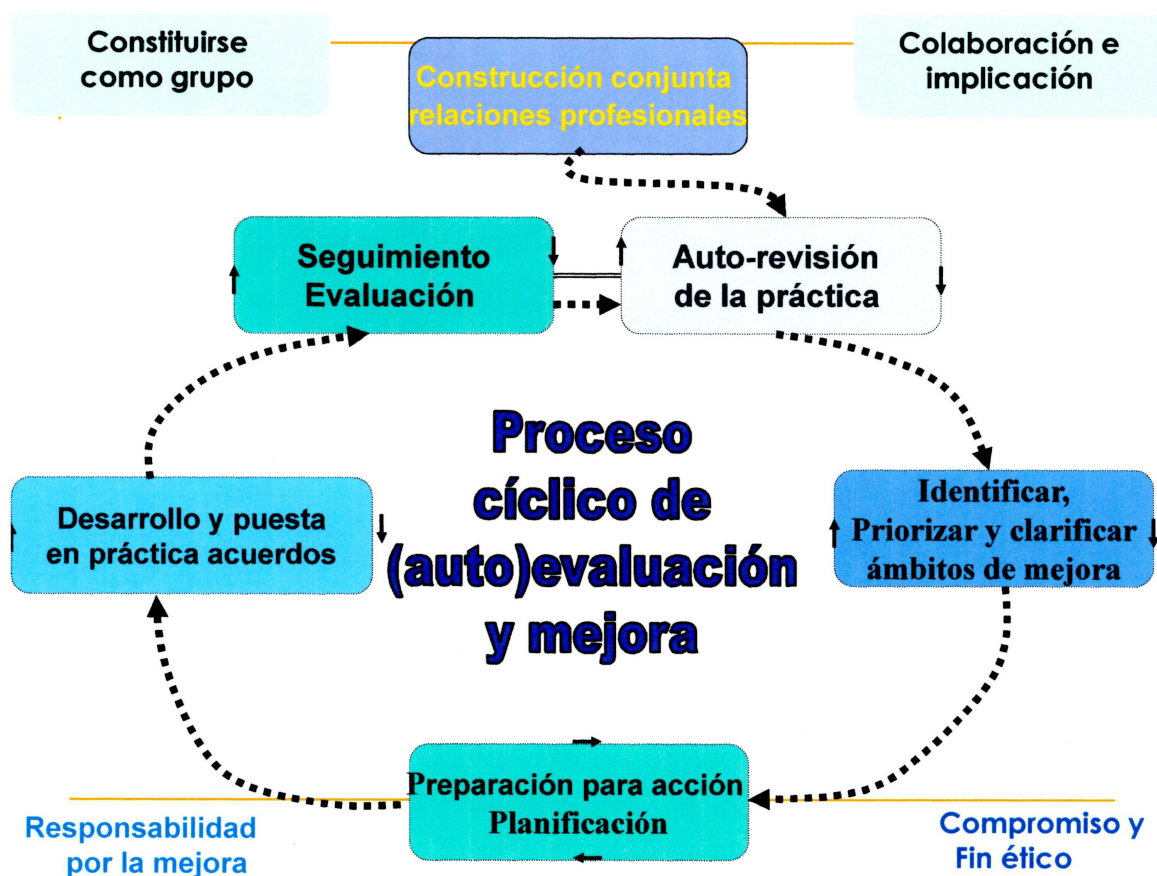 Constituirse
como grupo
Construcción conjunta
relaciones profesionales
Colaboración e
implicación
Seguimiento
Evaluación
Auto-revisión
de la práctica
Proceso
cíclico de
(auto)evaluación
y mejora
Desarrollo y puesta
en práctica acuerdos
Identificar,
Priorizar y clarificar
ámbitos de mejora
Preparación para acción
Planificación
Responsabilidad
por la mejora
Compromiso y
Fin ético